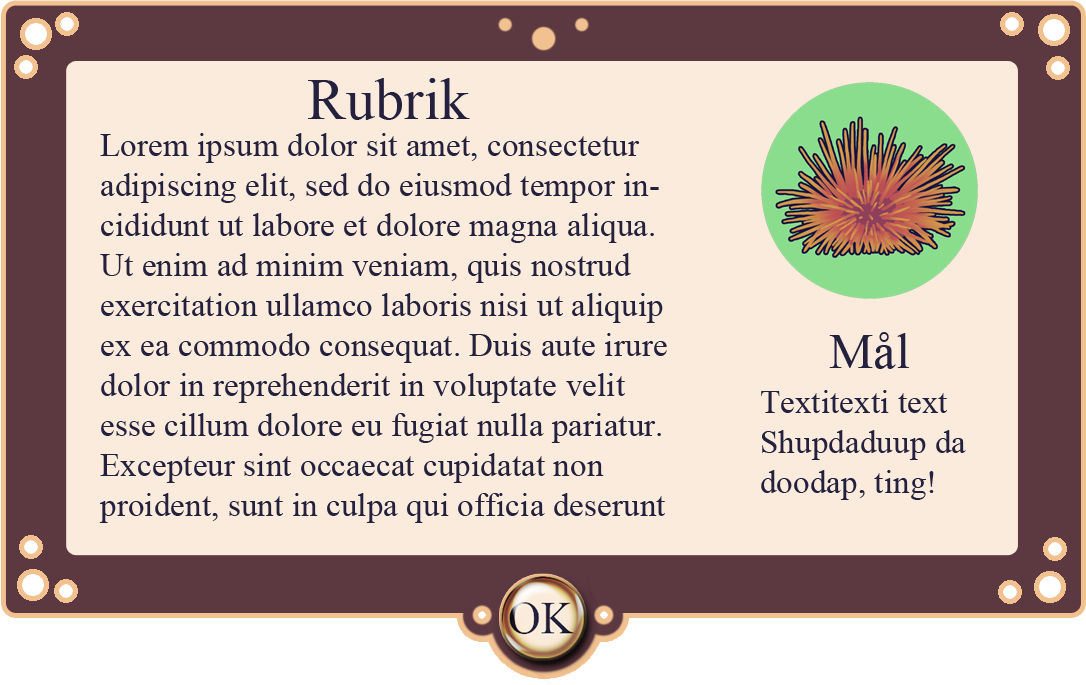 Rubrik
Lorem ipsum dolor sit amet, consectetur
adipiscing elit, sed do eiusmod tempor in-
cididunt ut labore et dolore magna aliqua.
Ut enim ad minim veniam, quis nostrud
exercitation ullamco laboris nisi ut aliquip
ex ea commodo consequat. Duis aute irure
dolor in reprehenderit in voluptate velit
esse cillum dolore eu fugiat nulla pariatur.
Excepteur sint occaecat cupidatat non
proident, sunt in culpa qui officia deserunt
Mål
Textitexti text
Shupdaduup da
doodap, ting!
OK